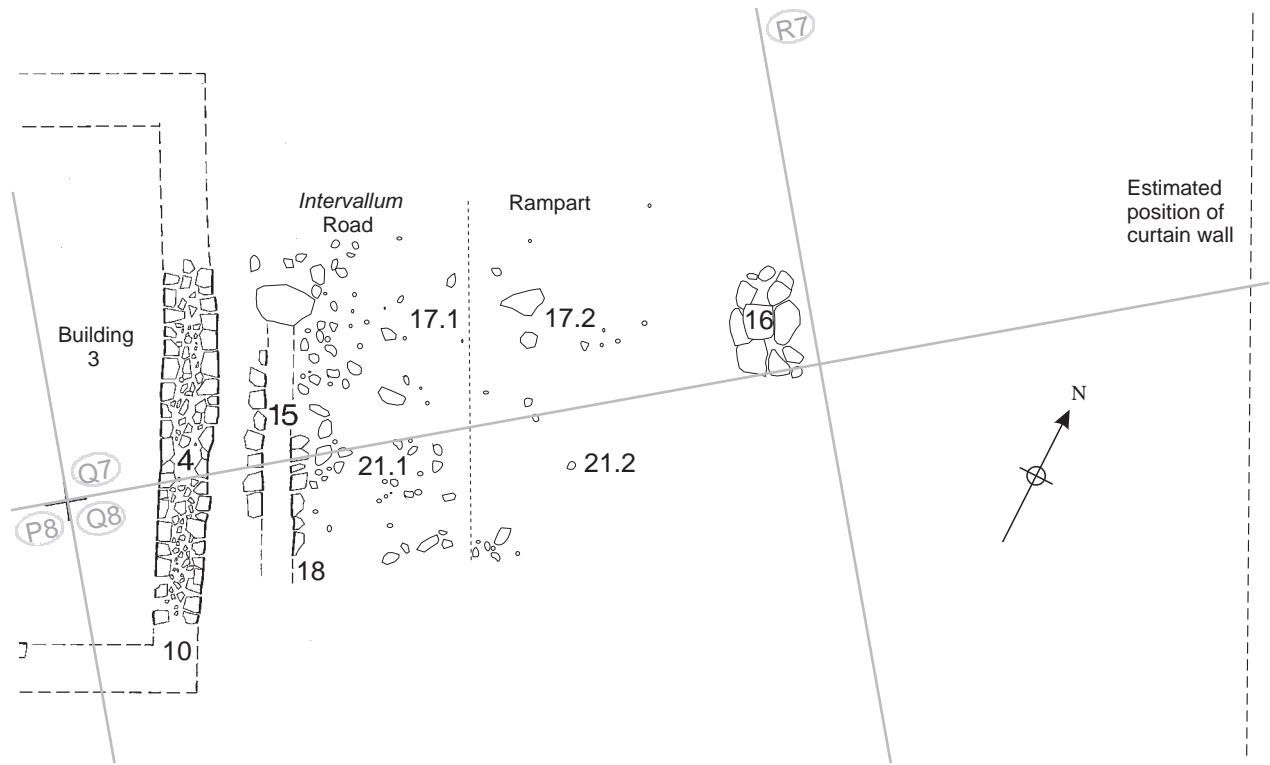 R7
Estimated
position of
curtain wall
Intervallum
Road
Rampart
17.1
17.2
16
Building
3
15
N
4
Q7
21.1
21.2
P8
Q8
18
10